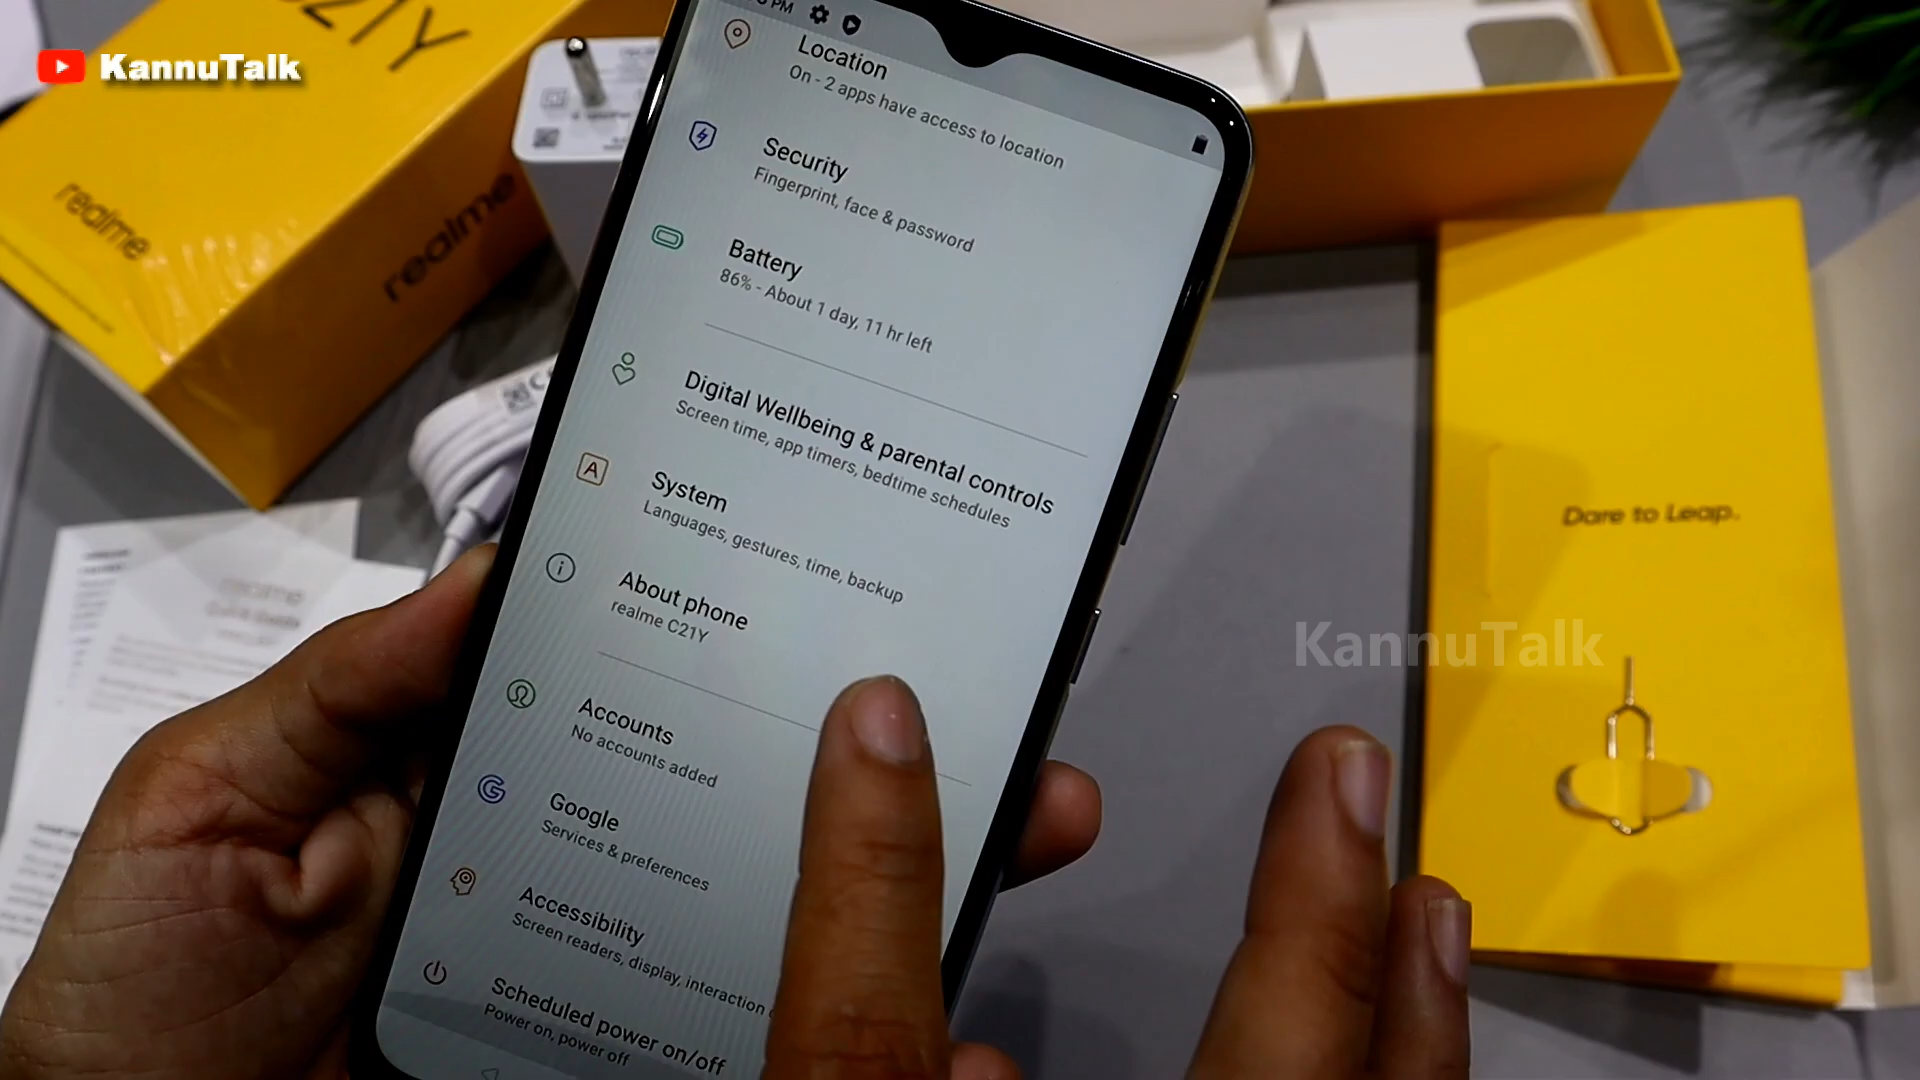 KannuTalk
realme
realme
Location
On - 2 apps have access to location
Security
Fingerprint, face & password
Battery
86% - About 1 day, 11 hr left
Digital Wellbeing & parental controls
Screen time, app timers, bedtime schedules
System
Languages, gestures, time, backup
About phone
realme C21Y
Accounts
No accounts added
Google
Services & preferences
Accessibility
Screen readers, display, interaction
Scheduled power on/off
Power on, power off
Dare to Leap.
KannuTalk